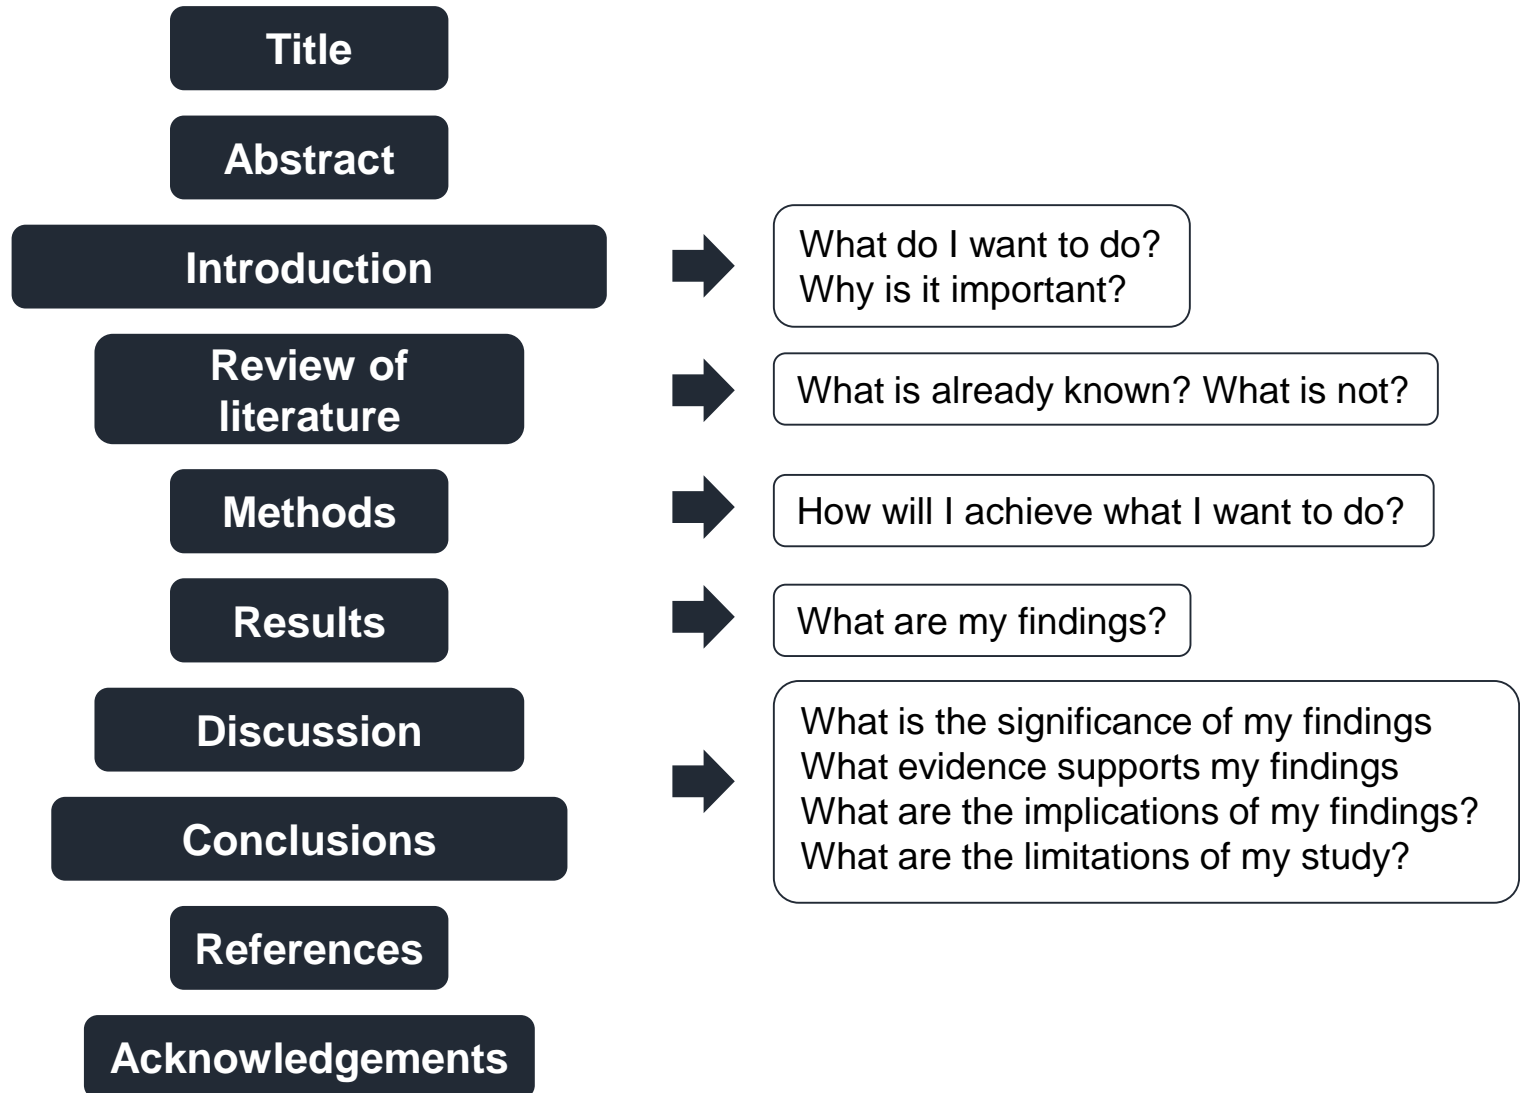 Title
Abstract
Introduction
What do I want to do?
Why is it important?
Review of
literature
What is already known? What is not?
Methods
How will I achieve what I want to do?
Results
What are my findings?
Discussion
Conclusions
What is the significance of my findings
What evidence supports my findings
What are the implications of my findings?
What are the limitations of my study?
References
Acknowledgements